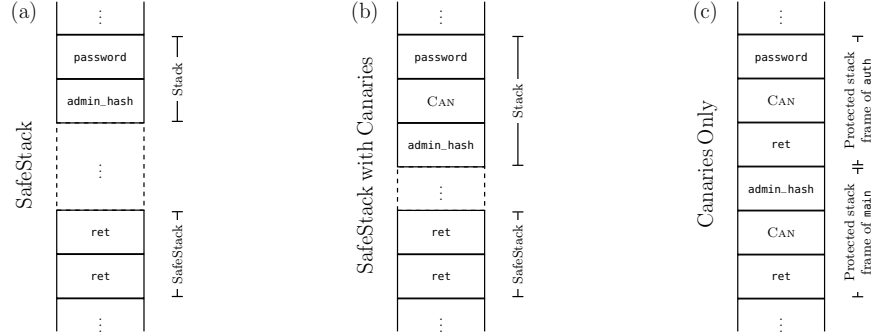 (a)
SafeStack
⋮
password
admin_hash
⋮
ret
ret
⋮
Stack
SafeStack
(b)
SafeStack with Canaries
⋮
password
CAN
admin_hash
⋮
ret
ret
⋮
Stack
SafeStack
(c)
Canaries Only
⋮
password
CAN
ret
admin_hash
CAN
ret
⋮
Protected stack
frame of auth
Protected stack
frame of main